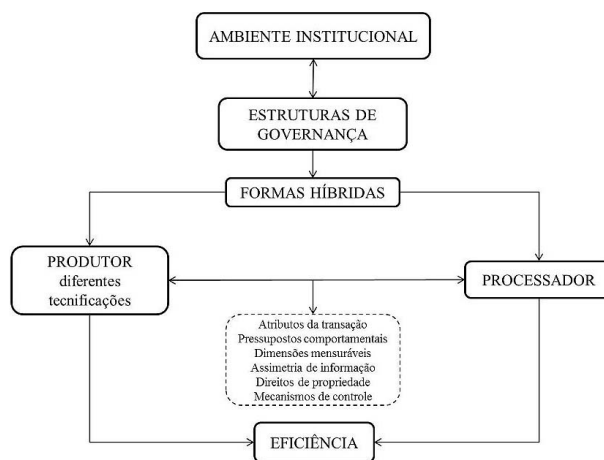 AMBIENTE INSTITUCIONAL
ESTRUTURAS DE
GOVERNANÇA
FORMAS HÍBRIDAS
PRODUTOR
diferentes
tecnificações
PROCESSADOR
Atributos da transação
Pressupostos comportamentais
Dimensões mensuráveis
Assimetria de informação
Direitos de propriedade
Mecanismos de controle
EFICIÊNCIA